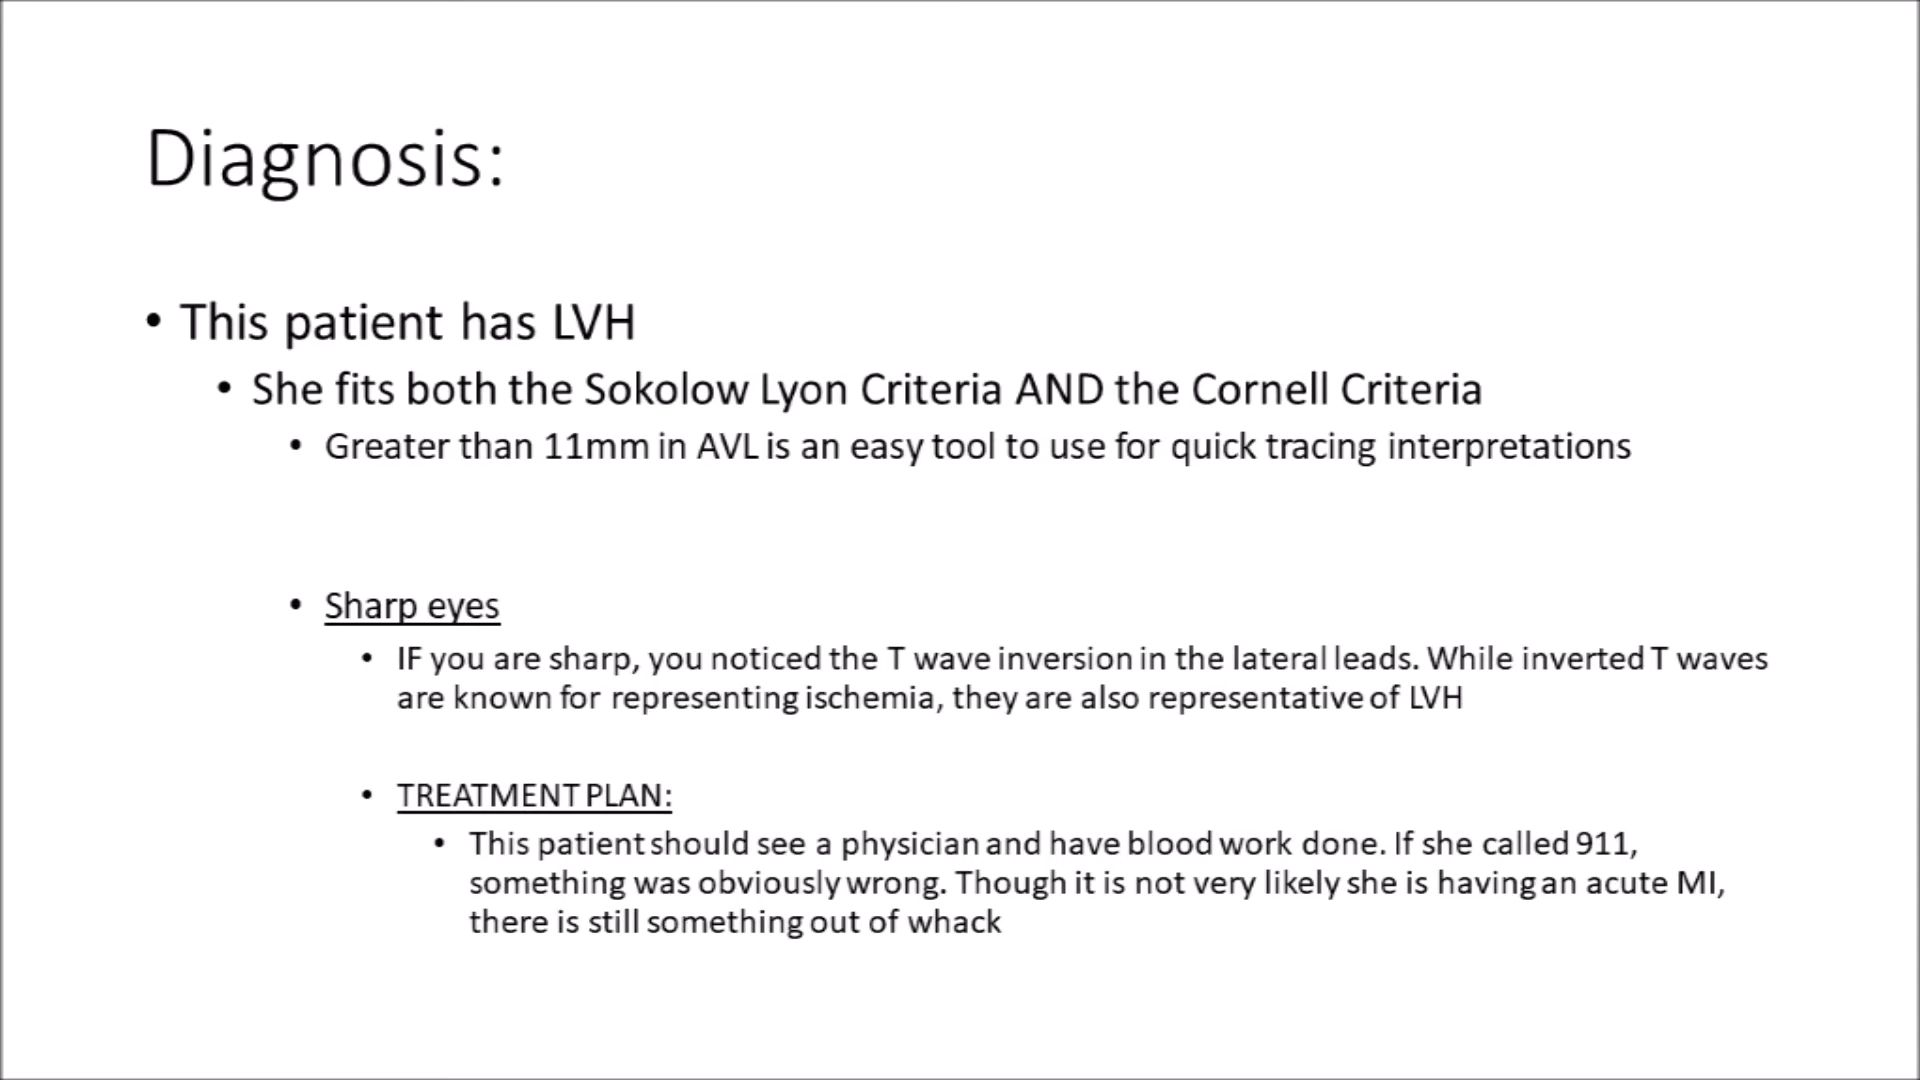 Diagnosis:
• This patient has LVH
• She fits both the Sokolow Lyon Criteria AND the Cornell Criteria
• Greater than 11mm in AVL is an easy tool to use for quick tracing interpretations
• Sharp eyes
• IF you are sharp, you noticed the T wave inversion in the lateral leads. While inverted T waves
are known for representing ischemia, they are also representative of LVH
• TREATMENT PLAN:
• This patient should see a physician and have blood work done. If she called 911,
something was obviously wrong. Though it is not very likely she is having an acute MI,
there is still something out of whack